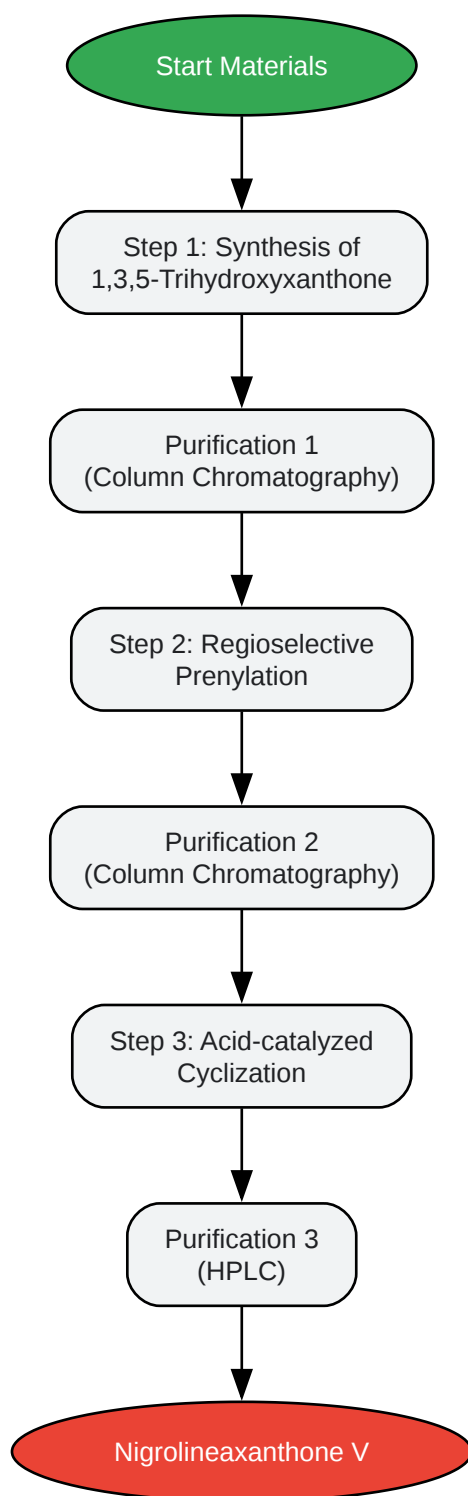 Start Materials
Step 1: Synthesis of
1,3,5-Trihydroxyxanthone
Purification 1
(Column Chromatography)
Step 2: Regioselective
Prenylation
Purification 2
(Column Chromatography)
Step 3: Acid-catalyzed
Cyclization
Purification 3
(HPLC)
Nigrolineaxanthone V